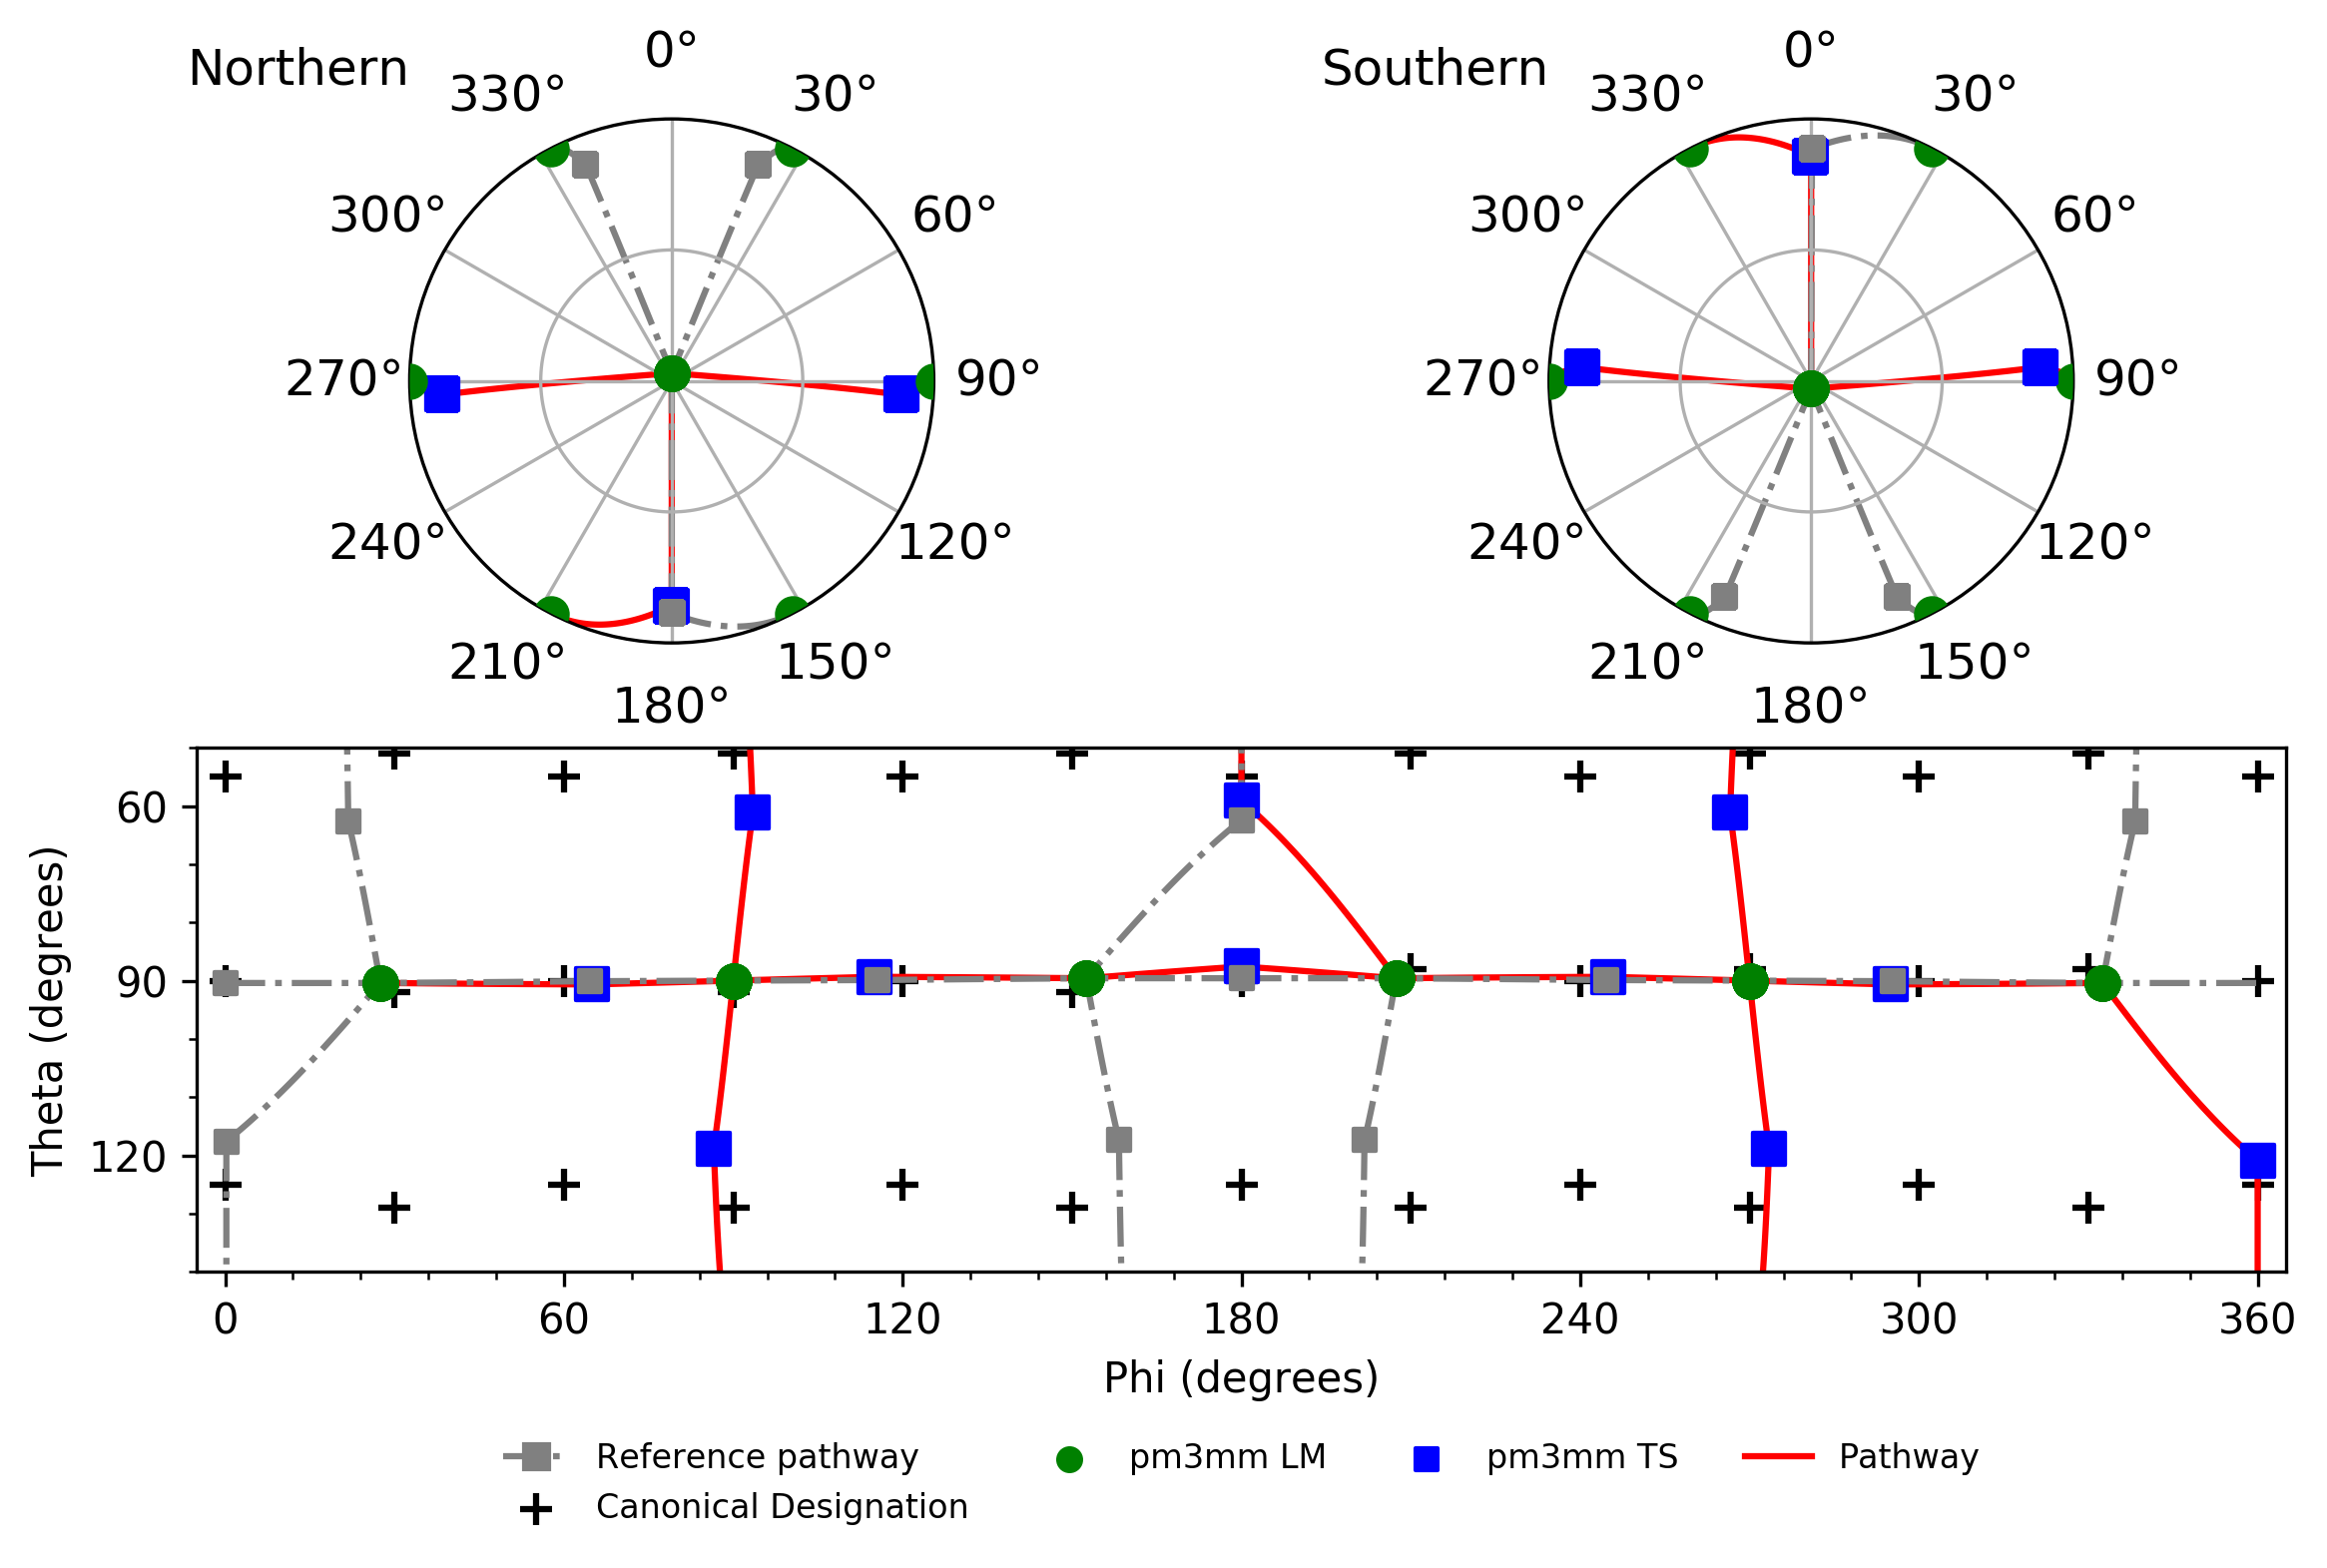 Northern
0°
30°
60°
90°
120°
150°
180°
210°
240°
270°
300°
330°
Southern
0°
30°
60°
90°
120°
150°
180°
210°
240°
270°
300°
330°
Theta (degrees)
60
90
120
0 60 120 180 240 300 360
Phi (degrees)
Reference pathway
Canonical Designation
pm3mm LM
pm3mm TS
Pathway